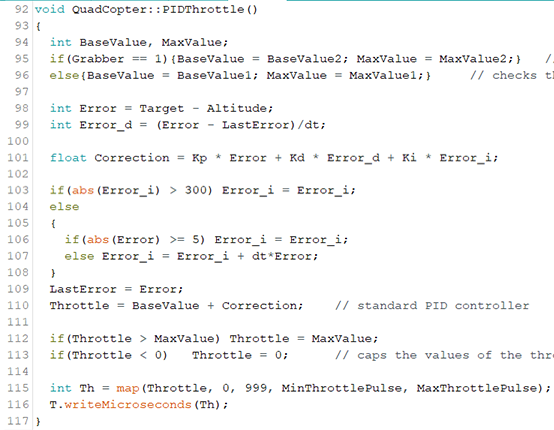 92 void QuadCopter::PIDThrottle()
93 {
94 int BaseValue, MaxValue;
95 if(Grabber == 1){BaseValue = BaseValue2; MaxValue = MaxValue2;} //
96 else{BaseValue = BaseValue1; MaxValue = MaxValue1;} // checks th
97
98 int Error = Target - Altitude;
99 int Error_d = (Error - LastError)/dt;
100
101 float Correction = Kp * Error + Kd * Error_d + Ki * Error_i;
102
103 if(abs(Error_i) > 300) Error_i = Error_i;
104 else
105 {
106 if(abs(Error) >= 5) Error_i = Error_i;
107 else Error_i = Error_i + dt*Error;
108 }
109 LastError = Error;
110 Throttle = BaseValue + Correction; // standard PID controller
111
112 if(Throttle > MaxValue) Throttle = MaxValue;
113 if(Throttle < 0) Throttle = 0; // caps the values of the thro
114
115 int Th = map(Throttle, 0, 999, MinThrottlePulse, MaxThrottlePulse);
116 T.writeMicroseconds(Th);
117 }